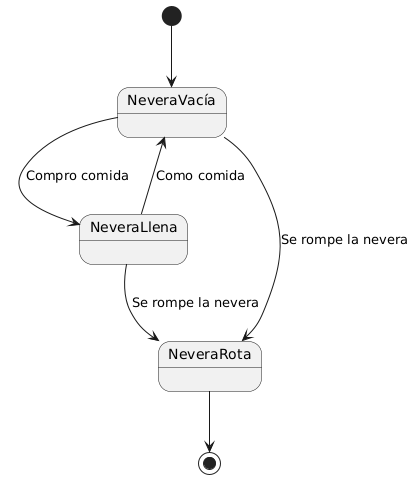 NeveraVacía
Compro comida
Como comida
NeveraLlena
Se rompe la nevera
Se rompe la nevera
NeveraRota